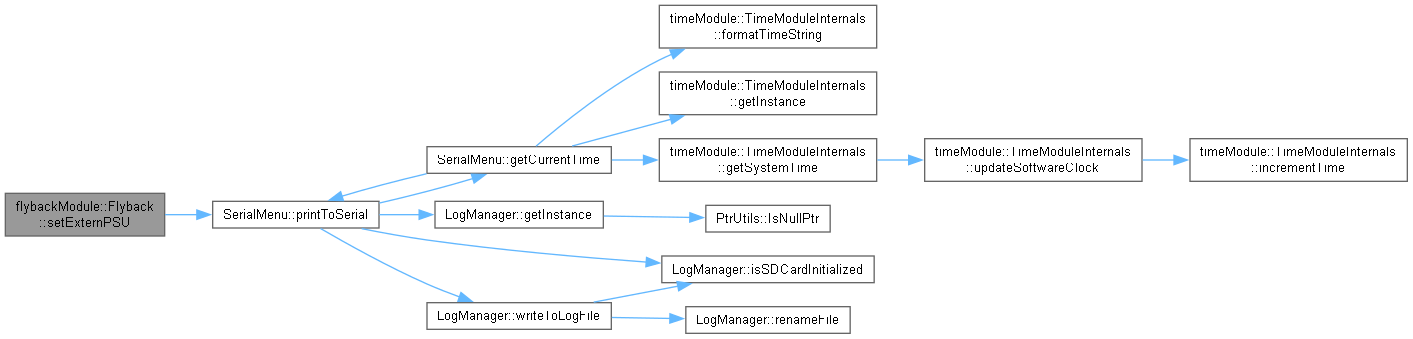 timeModule::TimeModuleInternals
::formatTimeString
timeModule::TimeModuleInternals
::getInstance
SerialMenu::getCurrentTime
timeModule::TimeModuleInternals
::getSystemTime
timeModule::TimeModuleInternals
::updateSoftwareClock
timeModule::TimeModuleInternals
::incrementTime
flybackModule::Flyback
::setExternPSU
SerialMenu::printToSerial
LogManager::getInstance
PtrUtils::IsNullPtr
LogManager::isSDCardInitialized
LogManager::writeToLogFile
LogManager::renameFile